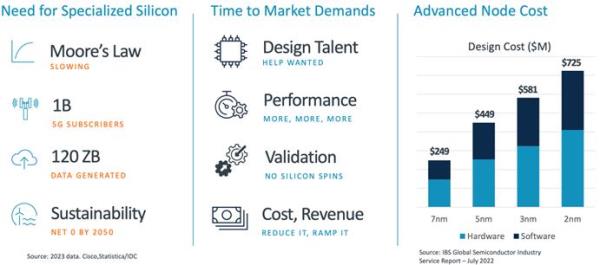 Need for Specialized Silicon
Moore's Law
SLOWING
1B
5G SUBSCRIBERS
120 ZB
DATA GENERATED
Sustainability
NET 0 BY 2050
Source: 2023 data. Cisco,Statistica/IDC
Time to Market Demands
Design Talent
HELP WANTED
Performance
MORE, MORE, MORE
Validation
NO SILICON SPINS
Cost, Revenue
REDUCE IT, RAMP IT
Advanced Node Cost
Design Cost ($M)
$249
$449
$581
$725
7nm
5nm
3nm
2nm
Hardware
Software
Source: IBS Global Semiconductor Industry
Service Report – July 2022